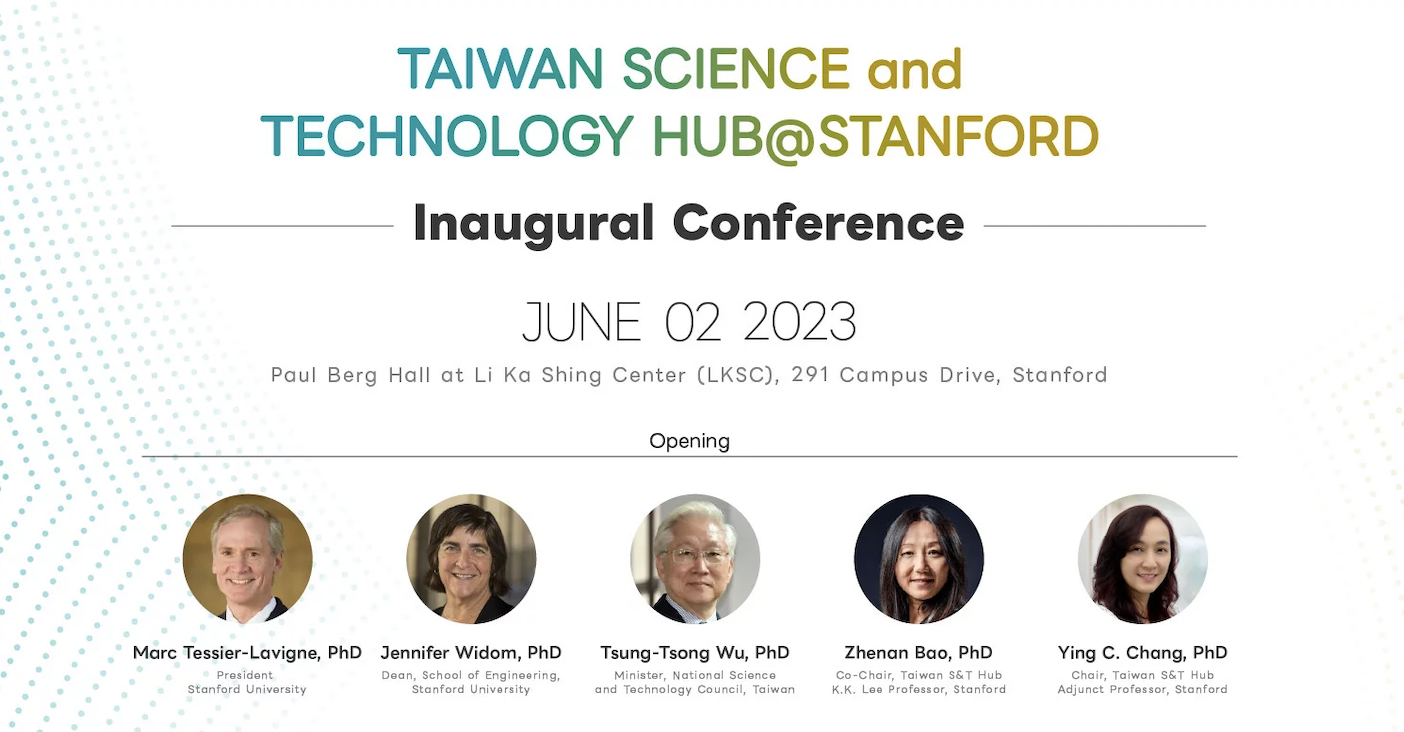 TAIWAN SCIENCE and
TECHNOLOGY HUB@STANFORD
Inaugural Conference
JUNE 02 2023
Paul Berg Hall at Li Ka Shing Center (LKSC), 291 Campus Drive, Stanford
Opening
Marc Tessier-Lavigne, PhD
President
Stanford University
Jennifer Widom, PhD
Dean, School of Engineering,
Stanford University
Tsung-Tsong Wu, PhD
Minister, National Science
and Technology Council, Taiwan
Zhenan Bao, PhD
Co-Chair, Taiwan S&T Hub
K.K. Lee Professor, Stanford
Ying C. Chang, PhD
Chair, Taiwan S&T Hub
Adjunct Professor, Stanford